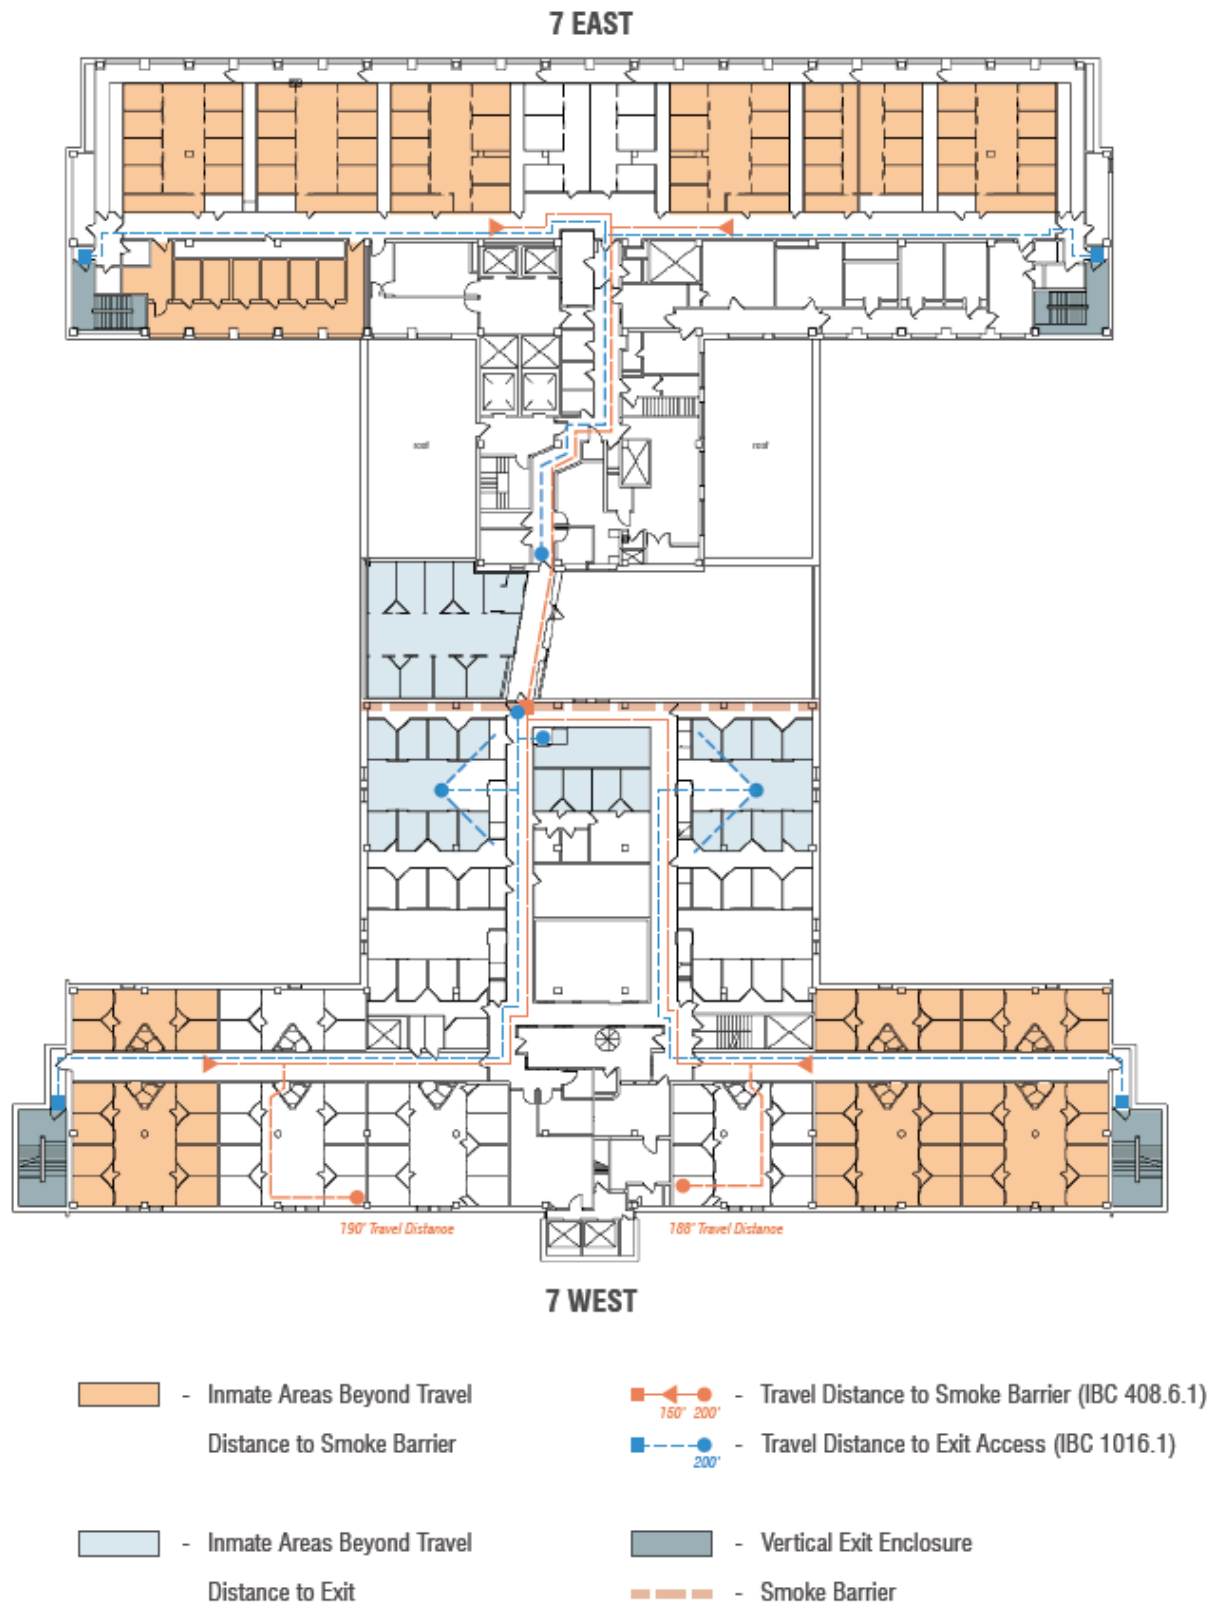 7 EAST
roof
roof
190' Travel Distance
188' Travel Distance
7 WEST
- Inmate Areas Beyond Travel
Distance to Smoke Barrier
150' 200'
- Travel Distance to Smoke Barrier (IBC 408.6.1)
200'
- Travel Distance to Exit Access (IBC 1016.1)
- Inmate Areas Beyond Travel
Distance to Exit
- Vertical Exit Enclosure
- Smoke Barrier